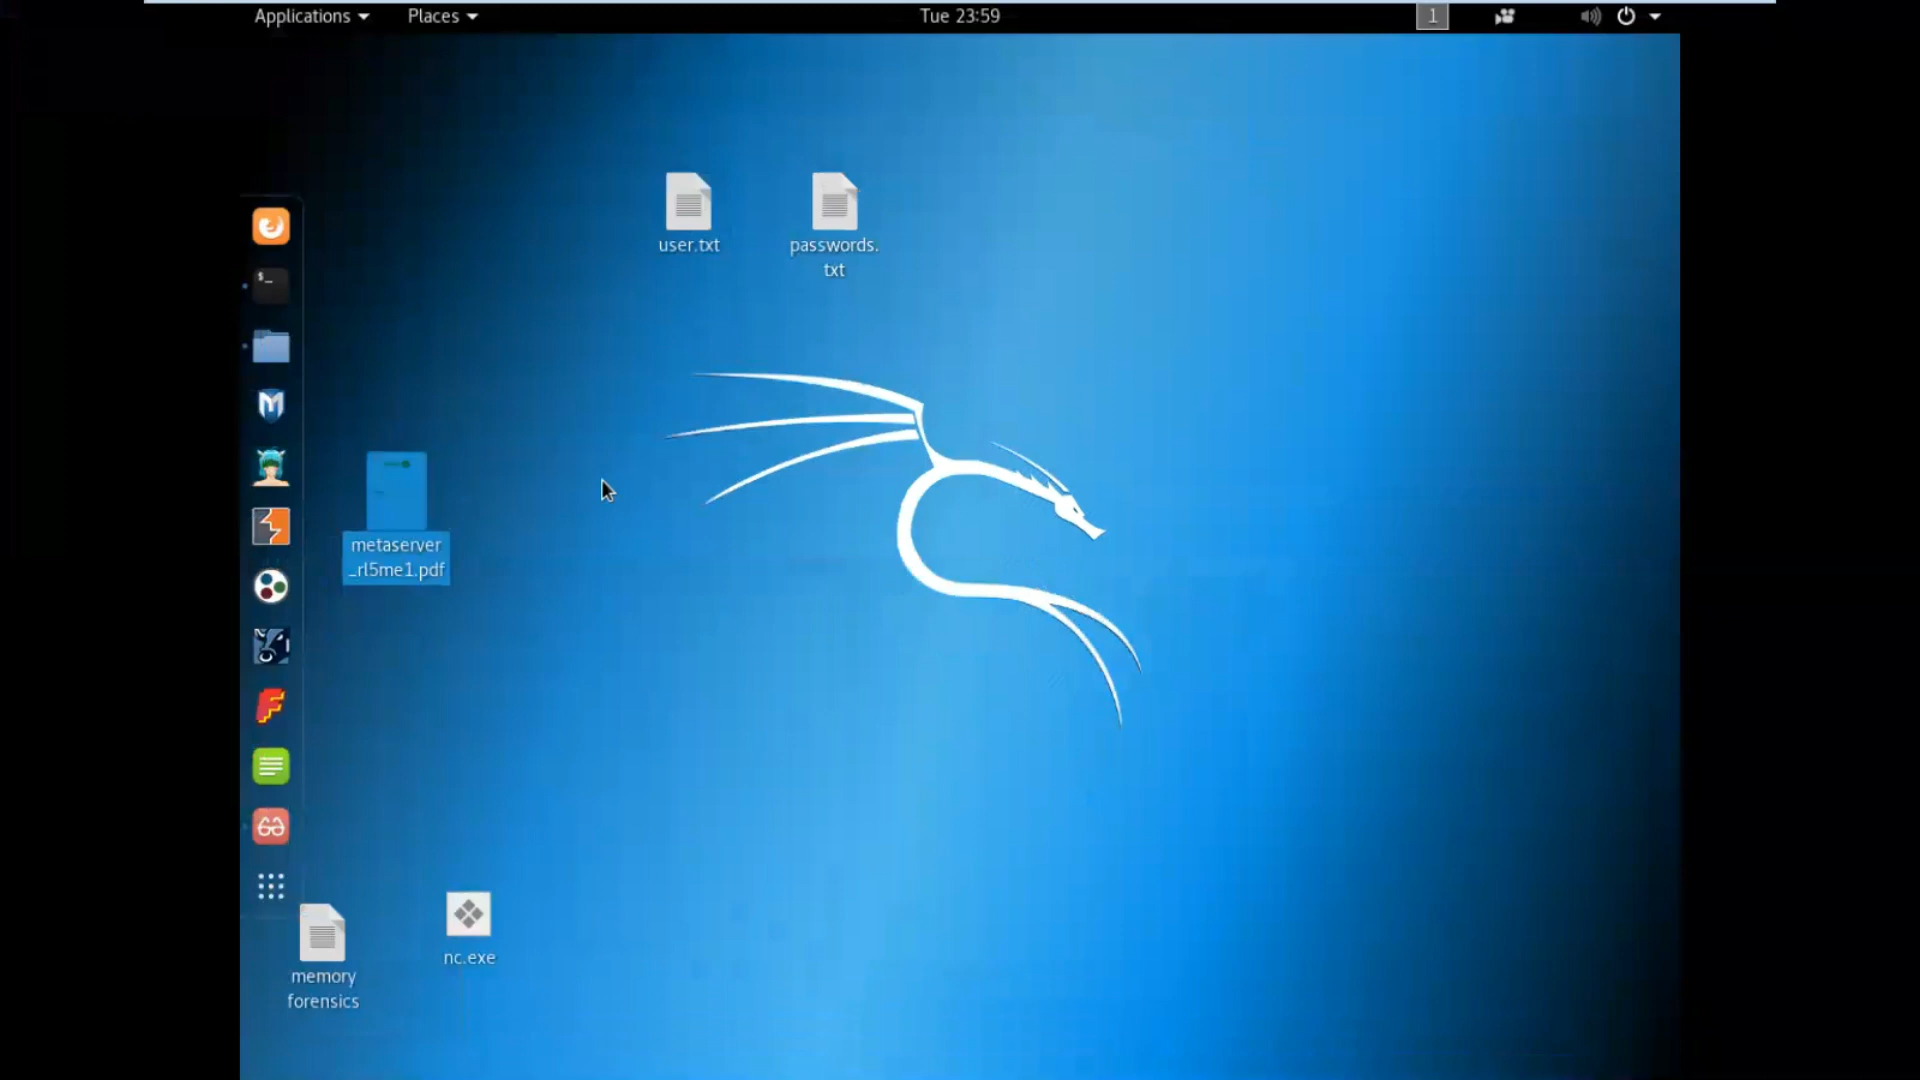 Applications Places Tue 23:59 1
user.txt
passwords.
txt
$_
M
metaserver
_rl5me1.pdf
F
nc.exe
memory
forensics